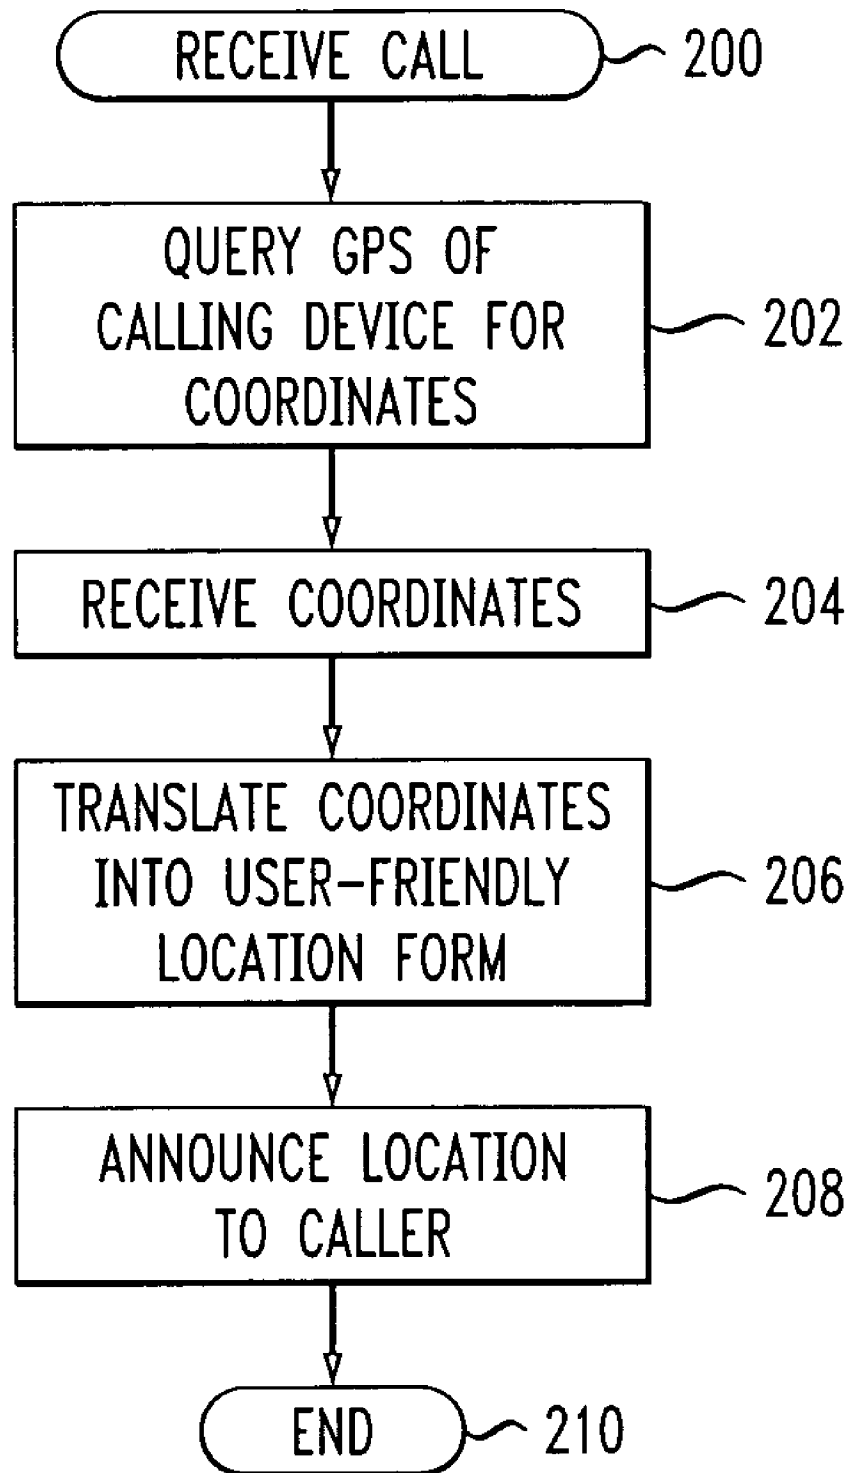 RECEIVE CALL
200
QUERY GPS OF
CALLING DEVICE FOR
COORDINATES
202
RECEIVE COORDINATES
204
TRANSLATE COORDINATES
INTO USER-FRIENDLY
LOCATION FORM
206
ANNOUNCE LOCATION
TO CALLER
208
END
210